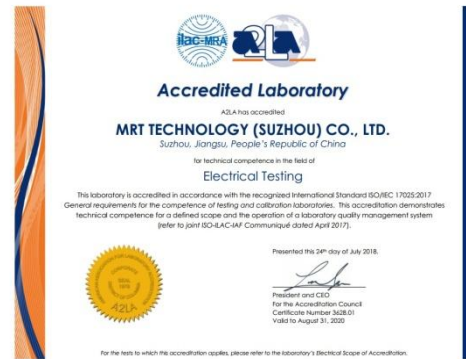 ilac-MRA
A2LA
Accredited Laboratory
A2LA has accredited
MRT TECHNOLOGY (SUZHOU) CO., LTD.
Suzhou, Jiangsu, People's Republic of China
for technical competence in the field of
Electrical Testing
This laboratory is accredited in accordance with the recognized International Standard ISO/IEC 17025:2017
General requirements for the competence of testing and calibration laboratories. This accreditation demonstrates
technical competence for a defined scope and the operation of a laboratory quality management system
(refer to joint ISO-ILAC-IAF Communiqué dated April 2017).
Presented this 24th day of July 2018.
President and CEO
For the Accreditation Council
Certificate Number 3628.01
Valid to August 31, 2020
CORPORATE
SEAL
1978
A2LA
For the tests to which this accreditation applies, please refer to the laboratory's Electrical Scope of Accreditation.